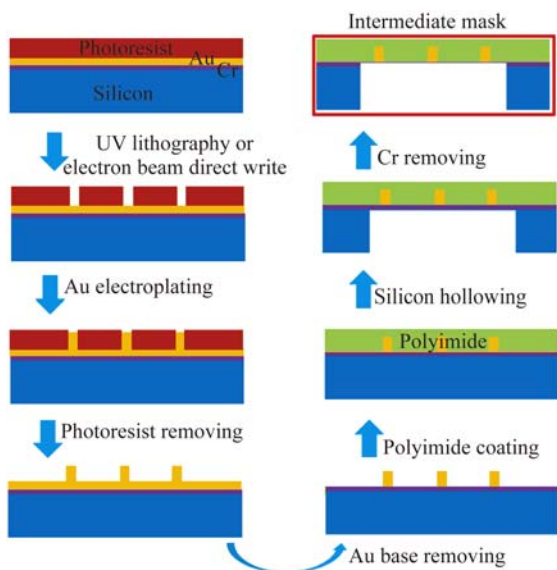 Photoresist
Au
Cr
Silicon
UV lithography or
electron beam direct write
Au electroplating
Photoresist removing
Au base removing
Polyimide coating
Polyimide
Silicon hollowing
Cr removing
Intermediate mask